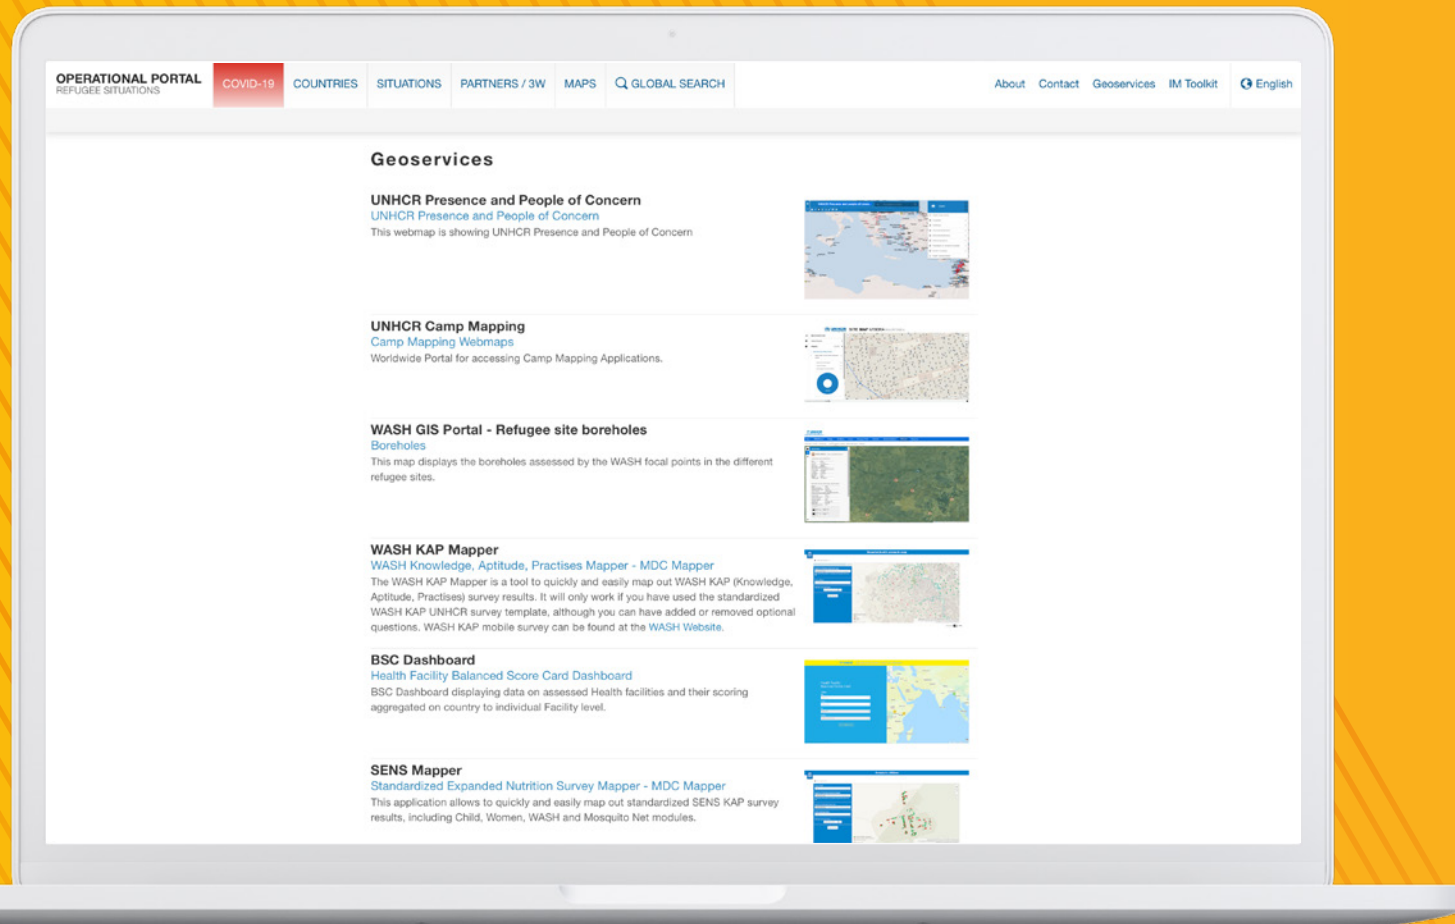 OPERATIONAL PORTAL
REFUGEE SITUATIONS
COVID-19
COUNTRIES
SITUATIONS
PARTNERS / 3W
MAPS
GLOBAL SEARCH
About
Contact
Geoservices
IM Toolkit
English
Geoservices
UNHCR Presence and People of Concern
UNHCR Presence and People of Concern
This webmap is showing UNHCR Presence and People of Concern
UNHCR Camp Mapping
Camp Mapping Webmaps
Worldwide Portal for accessing Camp Mapping Applications.
WASH GIS Portal - Refugee site boreholes
Boreholes
This map displays the boreholes assessed by the WASH focal points in the different
refugee sites.
WASH KAP Mapper
WASH Knowledge, Aptitude, Practises Mapper - MDC Mapper
The WASH KAP Mapper is a tool to quickly and easily map out WASH KAP (Knowledge,
Aptitude, Practises) survey results. It will only work if you have used the standardized
WASH KAP UNHCR survey template, although you can have added or removed optional
questions. WASH KAP mobile survey can be found at the WASH Website.
BSC Dashboard
Health Facility Balanced Score Card Dashboard
BSC Dashboard displaying data on assessed Health facilities and their scoring
aggregated on country to individual Facility level.
SENS Mapper
Standardized Expanded Nutrition Survey Mapper - MDC Mapper
This application allows to quickly and easily map out standardized SENS KAP survey
results, including Child, Women, WASH and Mosquito Net modules.